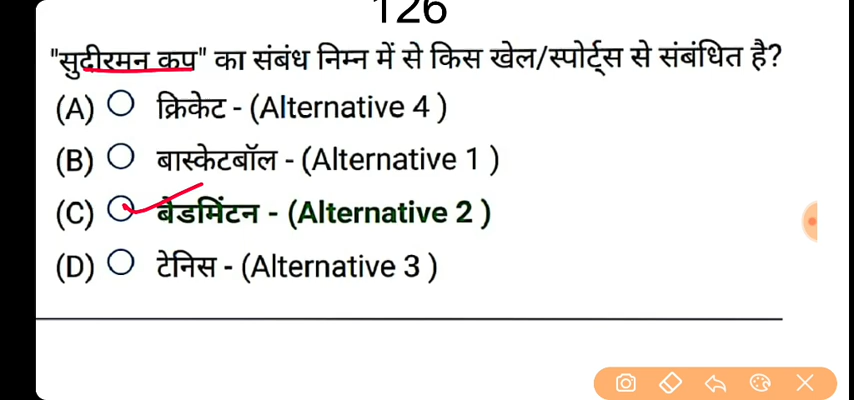 126
"सुदीरमन कप" का संबंध निम्न में से किस खेल/स्पोर्ट्स से संबंधित है?
(A) क्रिकेट - (Alternative 4 )
(B) बास्केटबॉल - (Alternative 1 )
(C) बैडमिंटन - (Alternative 2 )
(D) टेनिस - (Alternative 3 )